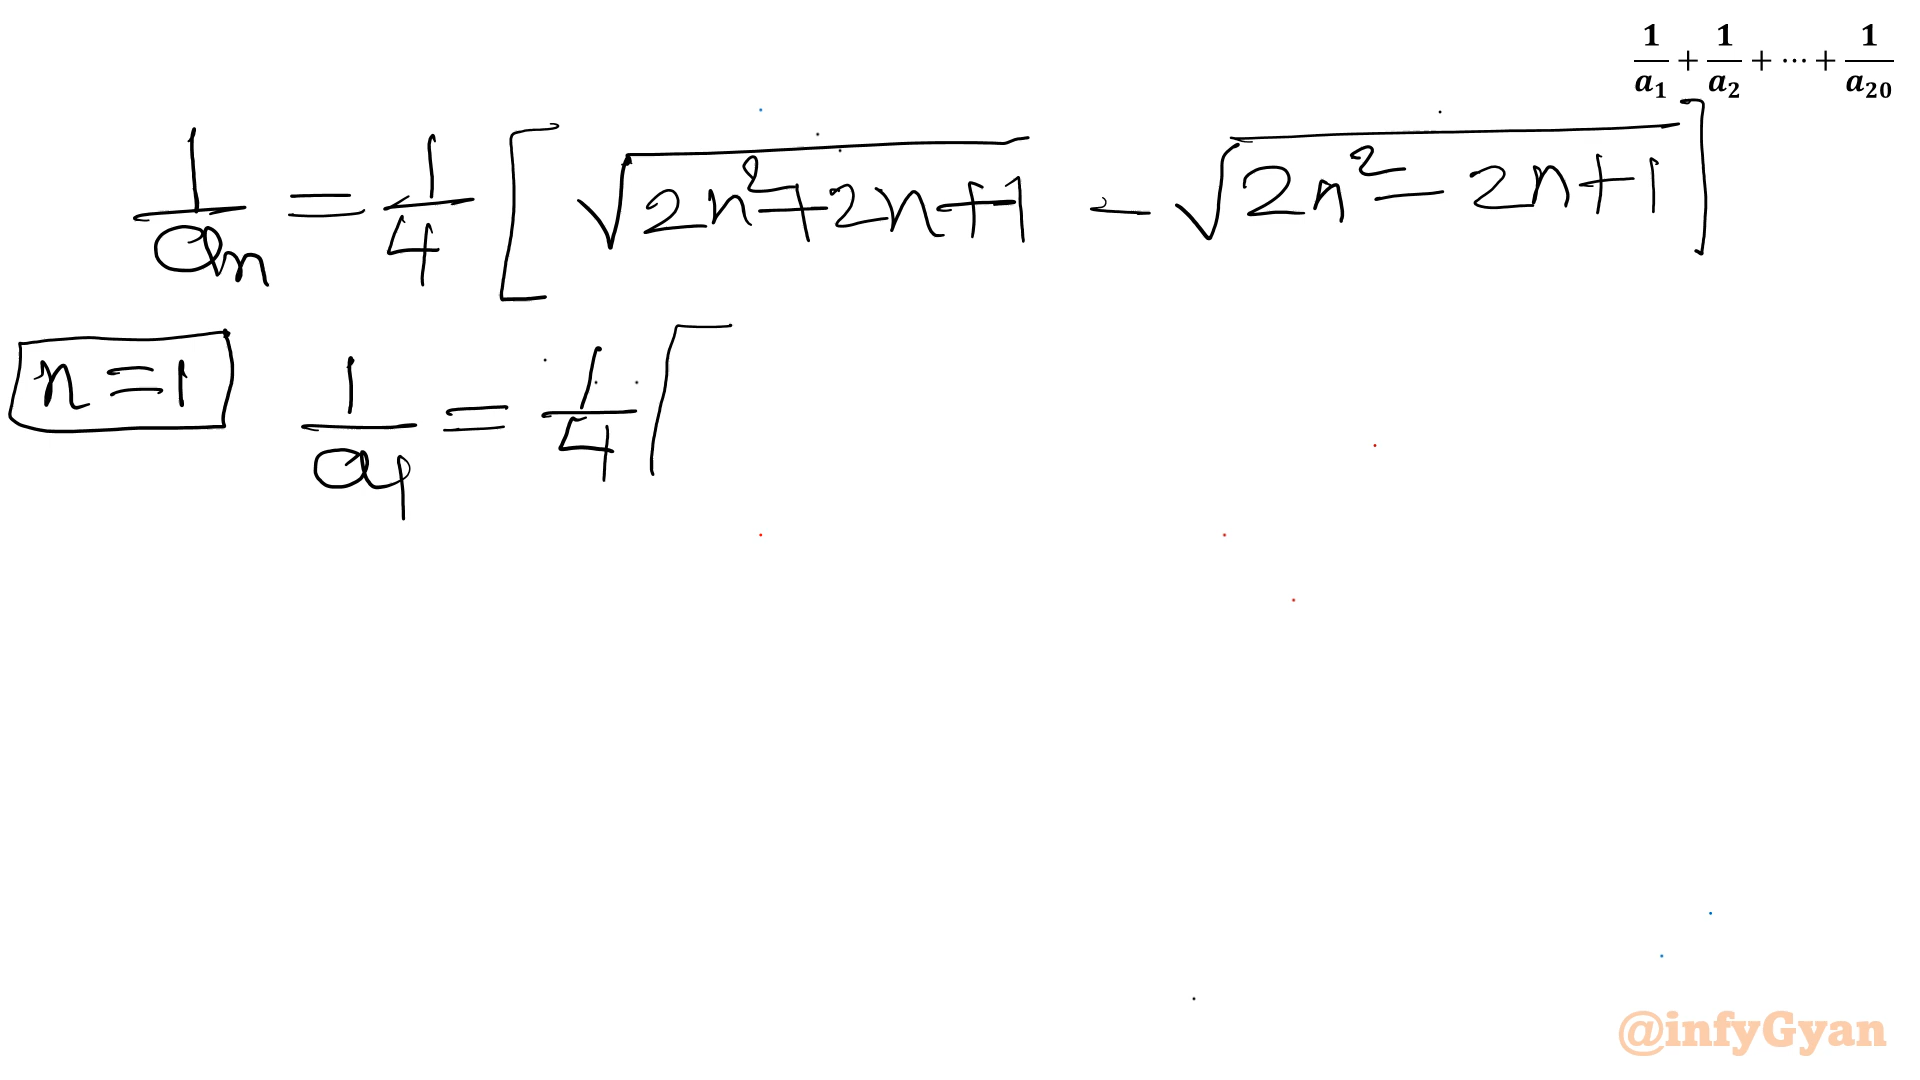 1/a₁ + 1/a₂ + ⋯ + 1/a₂₀
1/aₙ = 1/4 [ √(2n²+2n+1) − √(2n²−2n+1) ]
n=1 1/a₁ = 1/4 [
@infyGyan